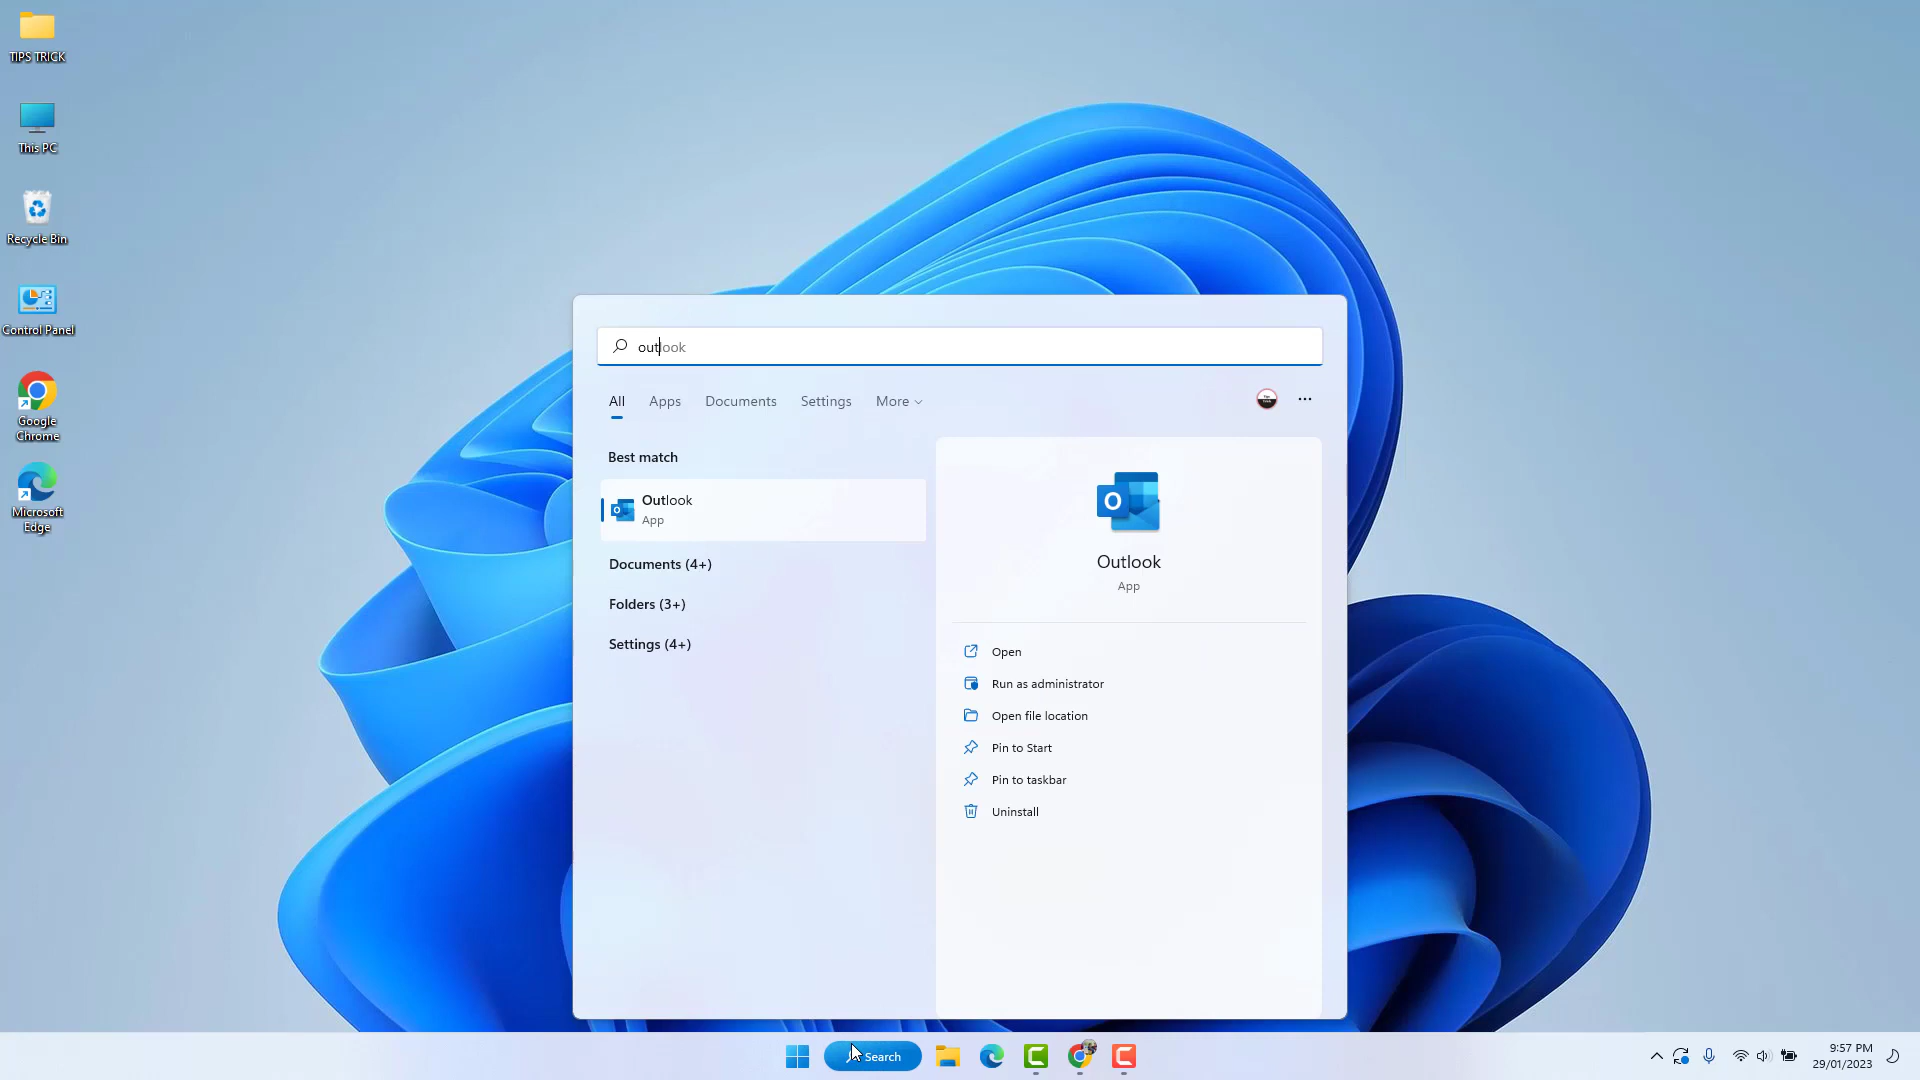 TIPS TRICK
This PC
Recycle Bin
Control Panel
Google
Chrome
Microsoft
Edge
outlook
All
Apps
Documents
Settings
More
Best match
Outlook
App
Documents (4+)
Folders (3+)
Settings (4+)
Outlook
App
Open
Run as administrator
Open file location
Pin to Start
Pin to taskbar
Uninstall
Search
9:57 PM
29/01/2023